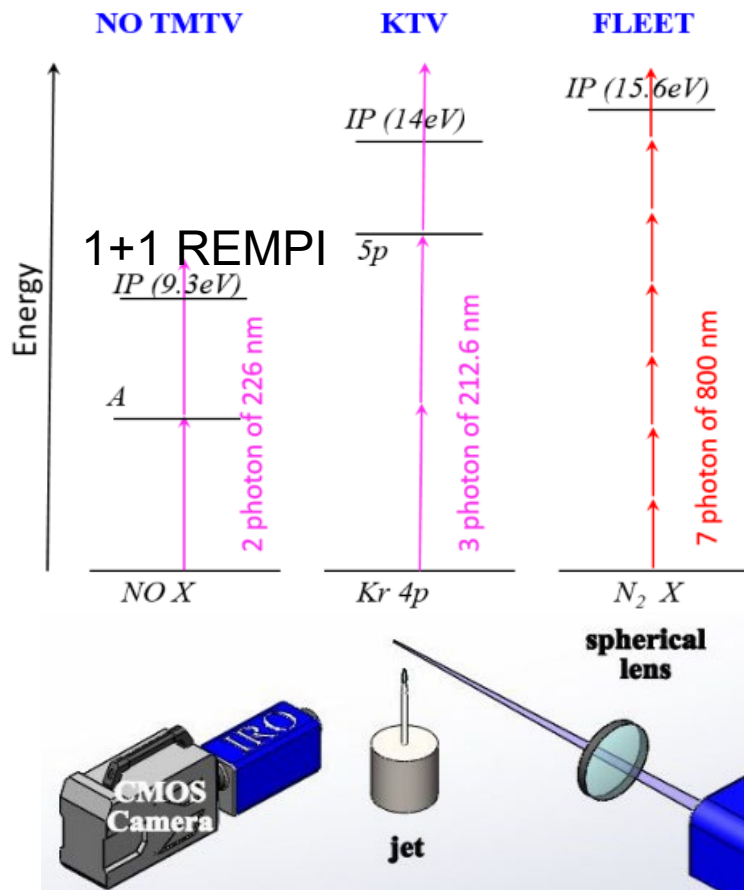 NO TMTV KTV FLEET
IP (15.6eV)
IP (14eV)
1+1 REMPI
5p
IP (9.3eV)
A
Energy
2 photon of 226 nm
3 photon of 212.6 nm
7 photon of 800 nm
NO X Kr 4p N₂ X
spherical
lens
IRO
CMOS
Camera
jet